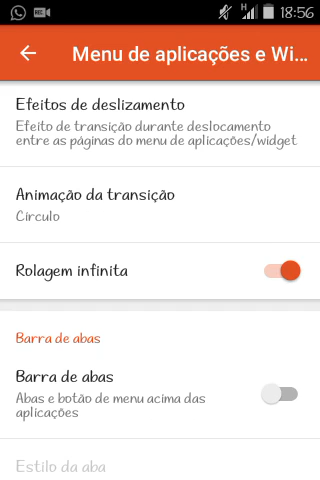 REC H 18:56
Menu de aplicações e Wi...
Efeitos de deslizamento
Efeito de transição durante deslocamento
entre as páginas do menu de aplicações/widget
Animação da transição
Círculo
Rolagem infinita
Barra de abas
Barra de abas
Abas e botão de menu acima das
aplicações
Estilo da aba